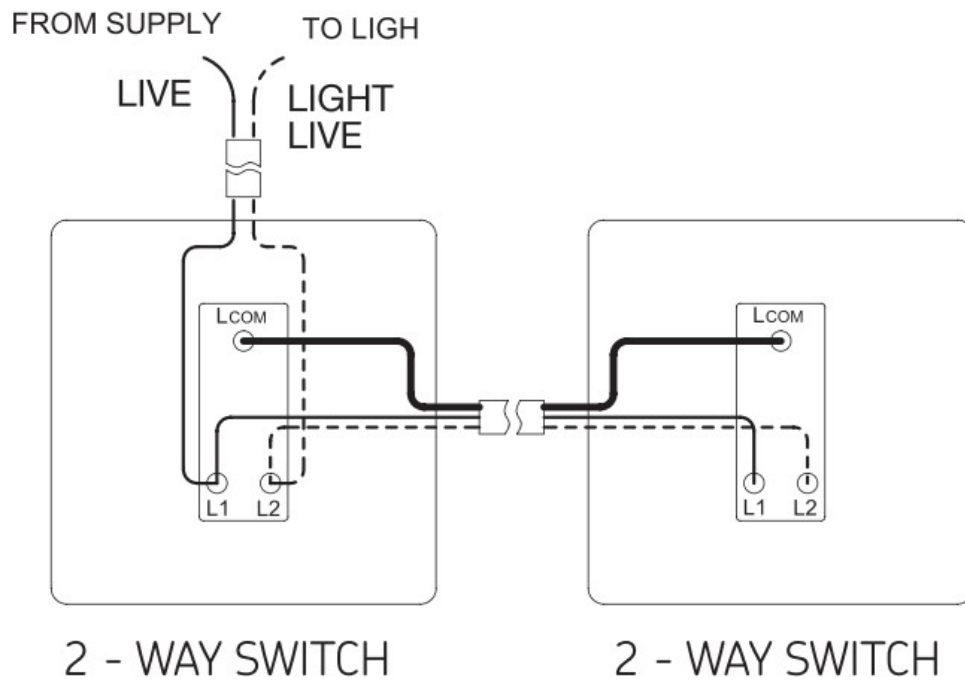 FROM SUPPLY
TO LIGH
LIVE
LIGHT
LIVE
LCOM
LCOM
L1
L2
L1
L2
2 - WAY SWITCH
2 - WAY SWITCH